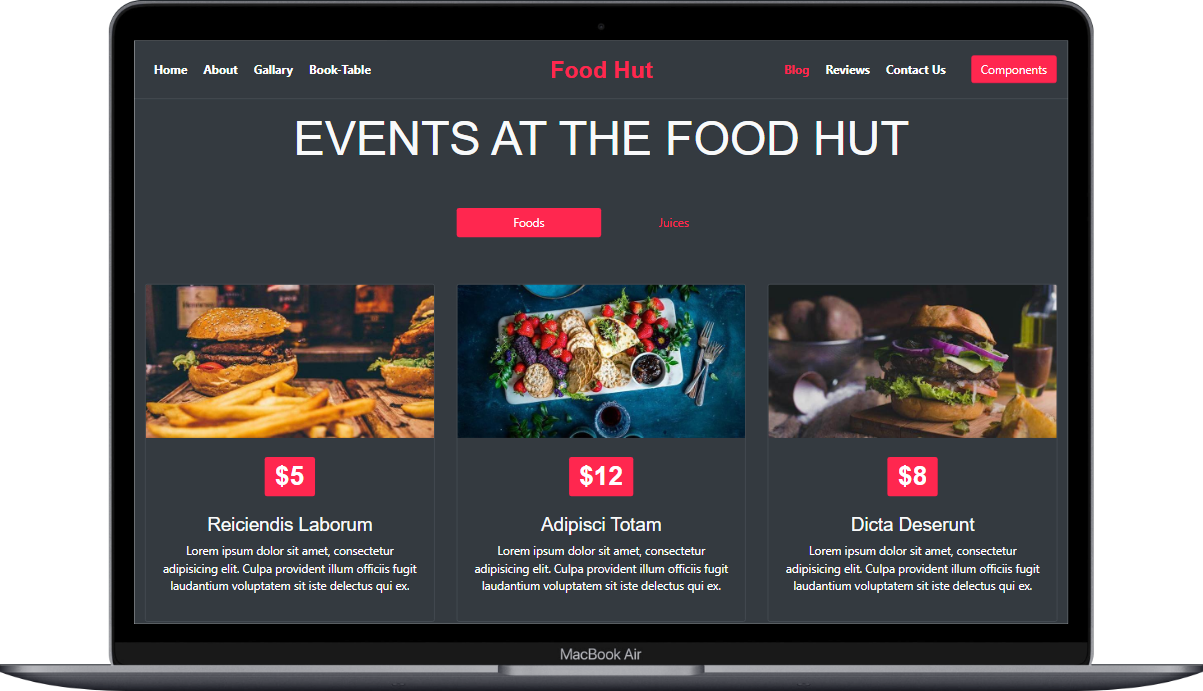 Home About Gallary Book-Table Food Hut Blog Reviews Contact Us Components
EVENTS AT THE FOOD HUT
Foods Juices
$5 $12 $8
Reiciendis Laborum Adipisci Totam Dicta Deserunt
Lorem ipsum dolor sit amet, consectetur
adipisicing elit. Culpa provident illum officiis fugit
laudantium voluptatem sit iste delectus qui ex.
Lorem ipsum dolor sit amet, consectetur
adipisicing elit. Culpa provident illum officiis fugit
laudantium voluptatem sit iste delectus qui ex.
Lorem ipsum dolor sit amet, consectetur
adipisicing elit. Culpa provident illum officiis fugit
laudantium voluptatem sit iste delectus qui ex.
MacBook Air